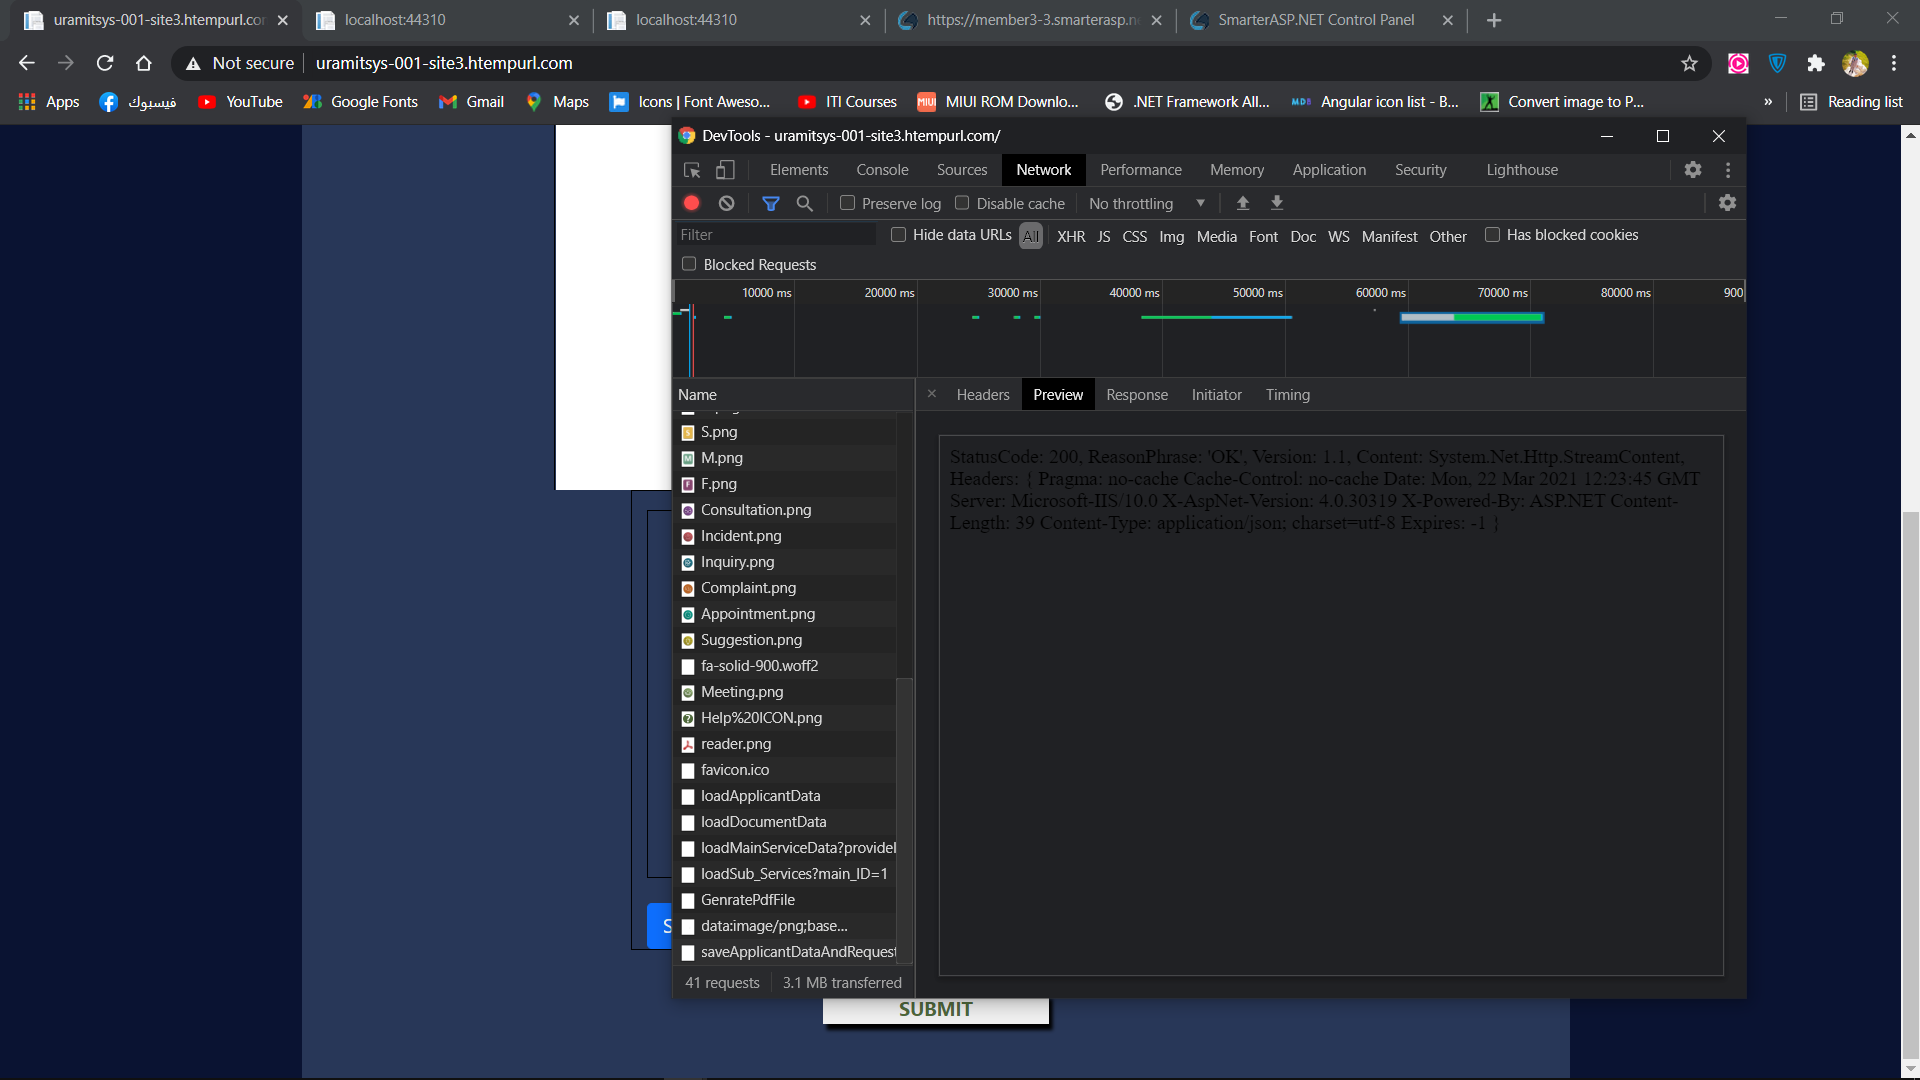 uramitsys-001-site3.htempurl.co
localhost:44310
localhost:44310
https://member3-3.smarterasp.n
SmarterASP.NET Control Panel
Not secure
uramitsys-001-site3.htempurl.com
Apps
فيسبوك
YouTube
Google Fonts
Gmail
Maps
Icons | Font Aweso...
ITI Courses
MIUI ROM Downlo...
.NET Framework All...
Angular icon list - B...
Convert image to P...
»
Reading list
DevTools - uramitsys-001-site3.htempurl.com/
Elements
Console
Sources
Network
Performance
Memory
Application
Security
Lighthouse
Preserve log
Disable cache
No throttling
Filter
Hide data URLs
All
XHR
JS
CSS
Img
Media
Font
Doc
WS
Manifest
Other
Has blocked cookies
Blocked Requests
10000 ms
20000 ms
30000 ms
40000 ms
50000 ms
60000 ms
70000 ms
80000 ms
900
Name
Headers
Preview
Response
Initiator
Timing
S.png
M.png
F.png
Consultation.png
Incident.png
Inquiry.png
Complaint.png
Appointment.png
Suggestion.png
fa-solid-900.woff2
Meeting.png
Help%20ICON.png
reader.png
favicon.ico
loadApplicantData
loadDocumentData
loadMainServiceData?provideI
loadSub_Services?main_ID=1
GenratePdfFile
data:image/png;base...
saveApplicantDataAndRequest
41 requests
3.1 MB transferred
StatusCode: 200, ReasonPhrase: 'OK', Version: 1.1, Content: System.Net.Http.StreamContent,
Headers: { Pragma: no-cache Cache-Control: no-cache Date: Mon, 22 Mar 2021 12:23:45 GMT
Server: Microsoft-IIS/10.0 X-AspNet-Version: 4.0.30319 X-Powered-By: ASP.NET Content-
Length: 39 Content-Type: application/json; charset=utf-8 Expires: -1 }
S
SUBMIT